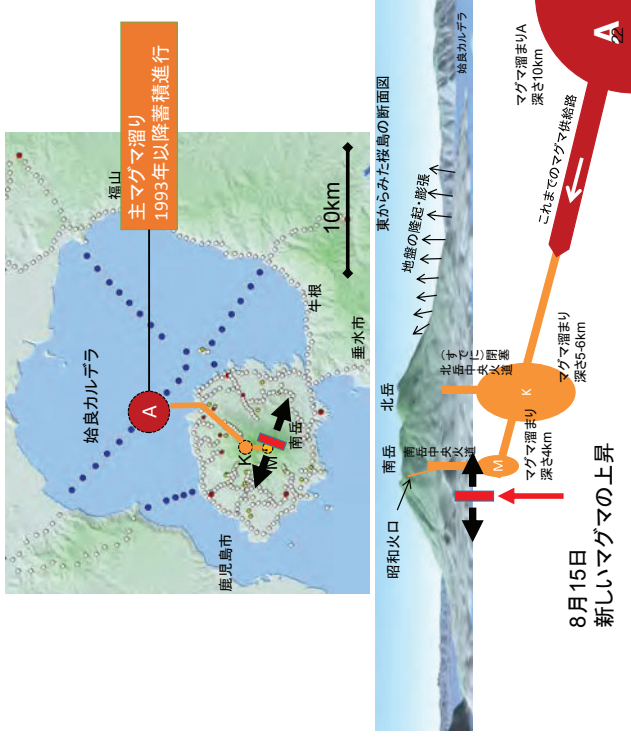 主マグマ溜り
1993年以降蓄積進行
福山
姶良カルデラ
A
10km
牛根
垂水市
鹿児島市
K
M
南岳
東からみた桜島の断面図
姶良カルデラ
地盤の隆起・膨張
北岳
南岳
昭和火口
(すでに)閉塞
北岳中央火道
南岳中央火道
マグマ溜まりA
深さ10km
これまでのマグマ供給路
A
22
K
マグマ溜まり
深さ5-6km
M
マグマ溜まり
深さ4km
8月15日
新しいマグマの上昇